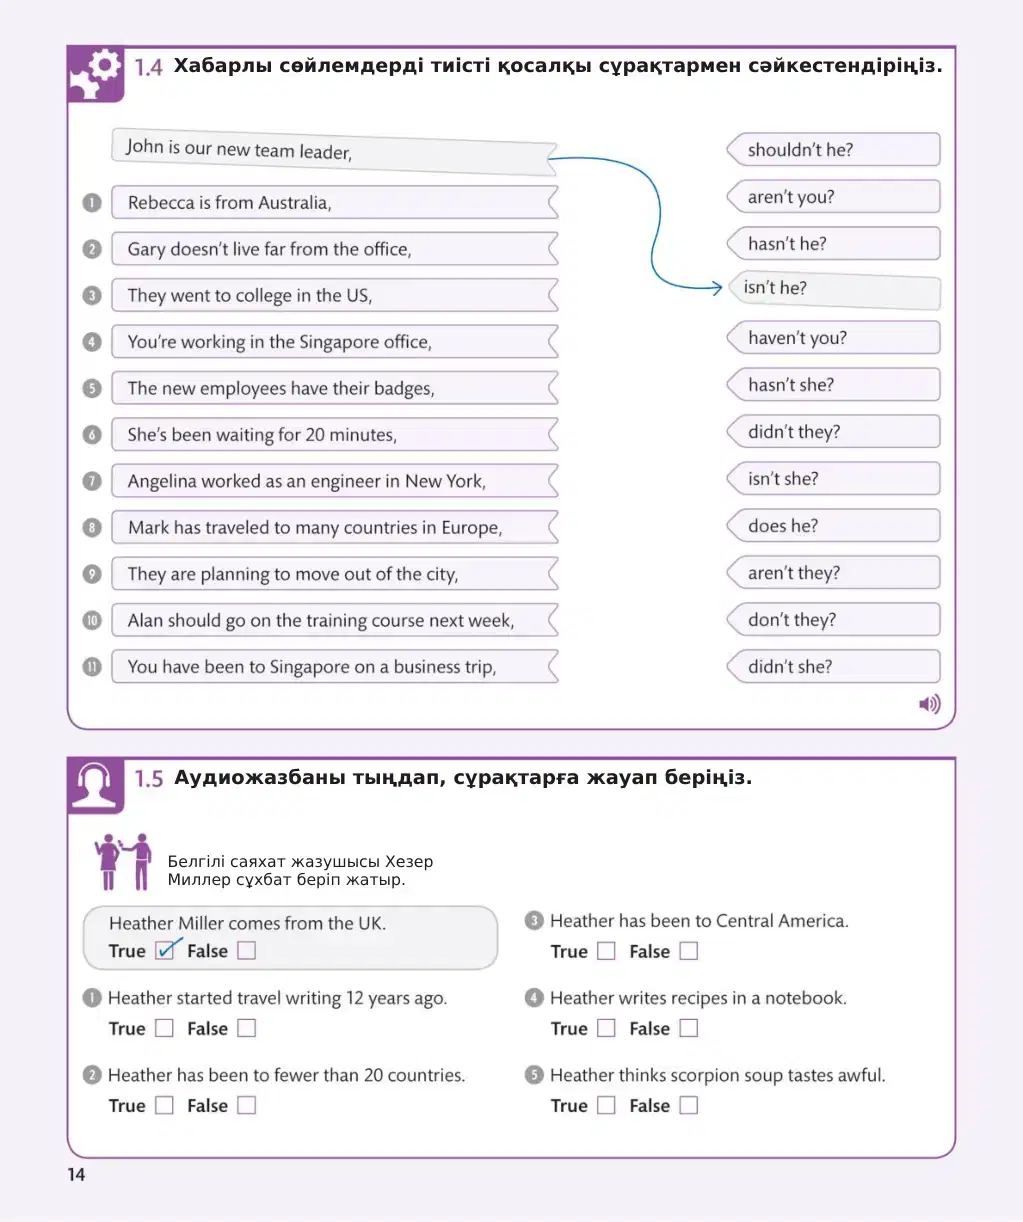 1.4 Хабарлы сөйлемдерді тиісті қосалқы сұрақтармен сәйкестендіріңіз.
John is our new team leader,
1 Rebecca is from Australia,
2 Gary doesn't live far from the office,
3 They went to college in the US,
4 You're working in the Singapore office,
5 The new employees have their badges,
6 She's been waiting for 20 minutes,
7 Angelina worked as an engineer in New York,
8 Mark has traveled to many countries in Europe,
9 They are planning to move out of the city,
10 Alan should go on the training course next week,
11 You have been to Singapore on a business trip,
shouldn't he?
aren't you?
hasn't he?
isn't he?
haven't you?
hasn't she?
didn't they?
isn't she?
does he?
aren't they?
don't they?
didn't she?
1.5 Аудиожазбаны тыңдап, сұрақтарға жауап беріңіз.
Белгілі саяхат жазушысы Хезер
Миллер сұхбат беріп жатыр.
Heather Miller comes from the UK.
True False
1 Heather started travel writing 12 years ago.
True False
2 Heather has been to fewer than 20 countries.
True False
3 Heather has been to Central America.
True False
4 Heather writes recipes in a notebook.
True False
5 Heather thinks scorpion soup tastes awful.
True False
14